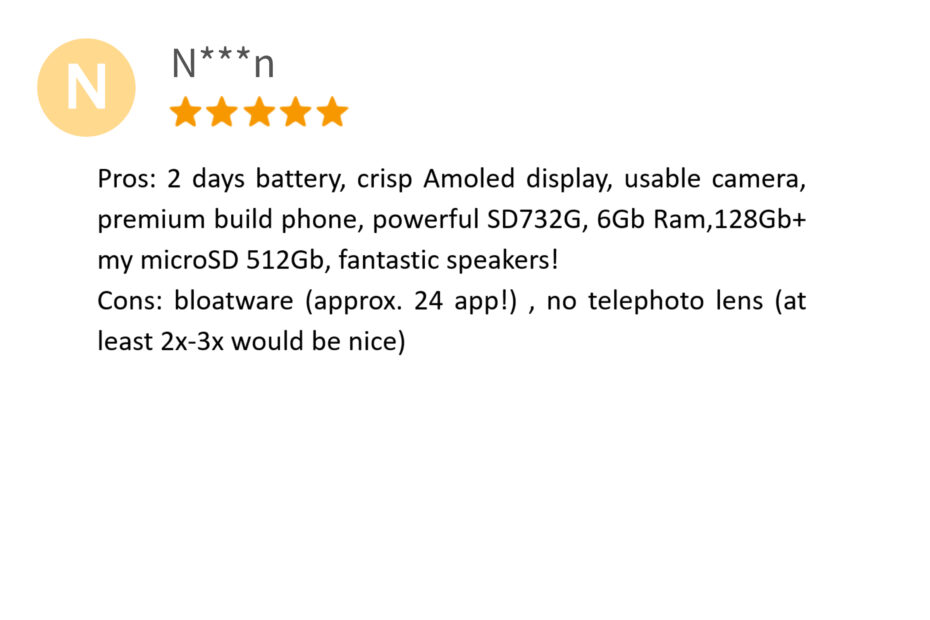 N
N***n
Pros: 2 days battery, crisp Amoled display, usable camera,
premium build phone, powerful SD732G, 6Gb Ram,128Gb+
my microSD 512Gb, fantastic speakers!
Cons: bloatware (approx. 24 app!) , no telephoto lens (at
least 2x-3x would be nice)